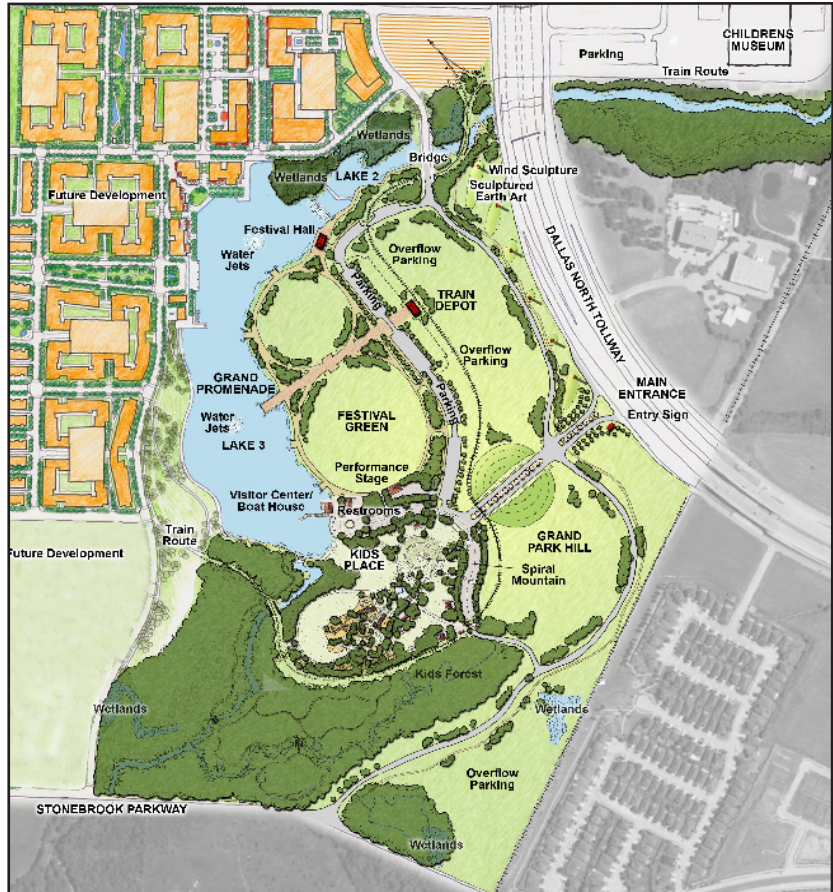 CHILDRENS
MUSEUM
Parking
Train Route
Wetlands
Bridge
Wetlands
LAKE 2
Wind Sculpture
Sculptured
Earth Art
Future Development
Festival Hall
Water
Jets
Overflow
Parking
DALLAS NORTH TOLLWAY
Parking
TRAIN
DEPOT
Overflow
Parking
GRAND
PROMENADE
Parking
MAIN
ENTRANCE
Entry Sign
Water
Jets
LAKE 3
FESTIVAL
GREEN
Performance
Stage
Visitor Center/
Boat House
Restrooms
Train
Route
KIDS
PLACE
GRAND
PARK HILL
Spiral
Mountain
Future Development
Kids Forest
Wetlands
Wetlands
Overflow
Parking
STONEBROOK PARKWAY
Wetlands